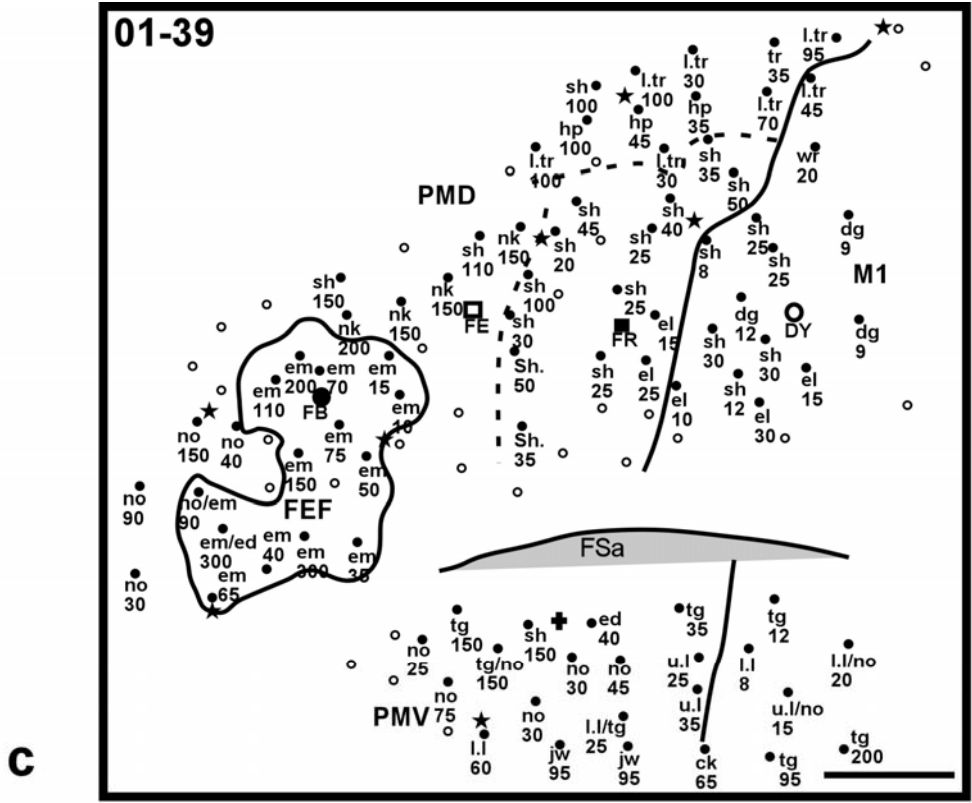 01-39
l.tr
95
tr
35
l.tr
30
l.tr
100
sh
100
l.tr
45
l.tr
70
hp
35
hp
45
hp
100
wr
20
l.tr
100
l.tr
30
sh
35
sh
50
PMD
sh
45
sh
40
dg
9
sh
110
nk
150
sh
20
sh
25
sh
8
sh
25
sh
25
M1
sh
150
nk
150
sh
100
sh
25
nk
200
nk
150
FE
sh
30
FR
el
15
dg
12
DY
dg
9
sh
30
sh
30
em
200
em
70
em
15
Sh.
50
sh
25
el
25
sh
12
el
15
em
110
FB
em
10
el
10
el
30
no
150
no
40
em
75
Sh.
35
em
150
em
50
no
90
no/em
90
FEF
em/ed
300
em
40
em
300
em
35
FSa
no
30
em
65
tg
150
sh
150
ed
40
tg
35
tg
12
no
25
tg/no
150
no
30
no
45
u.l
25
l.l
8
l.l/no
20
no
75
u.l
35
u.l/no
15
PMV
no
30
l.l/tg
25
l.l
60
jw
95
jw
95
ck
65
tg
95
tg
200
c